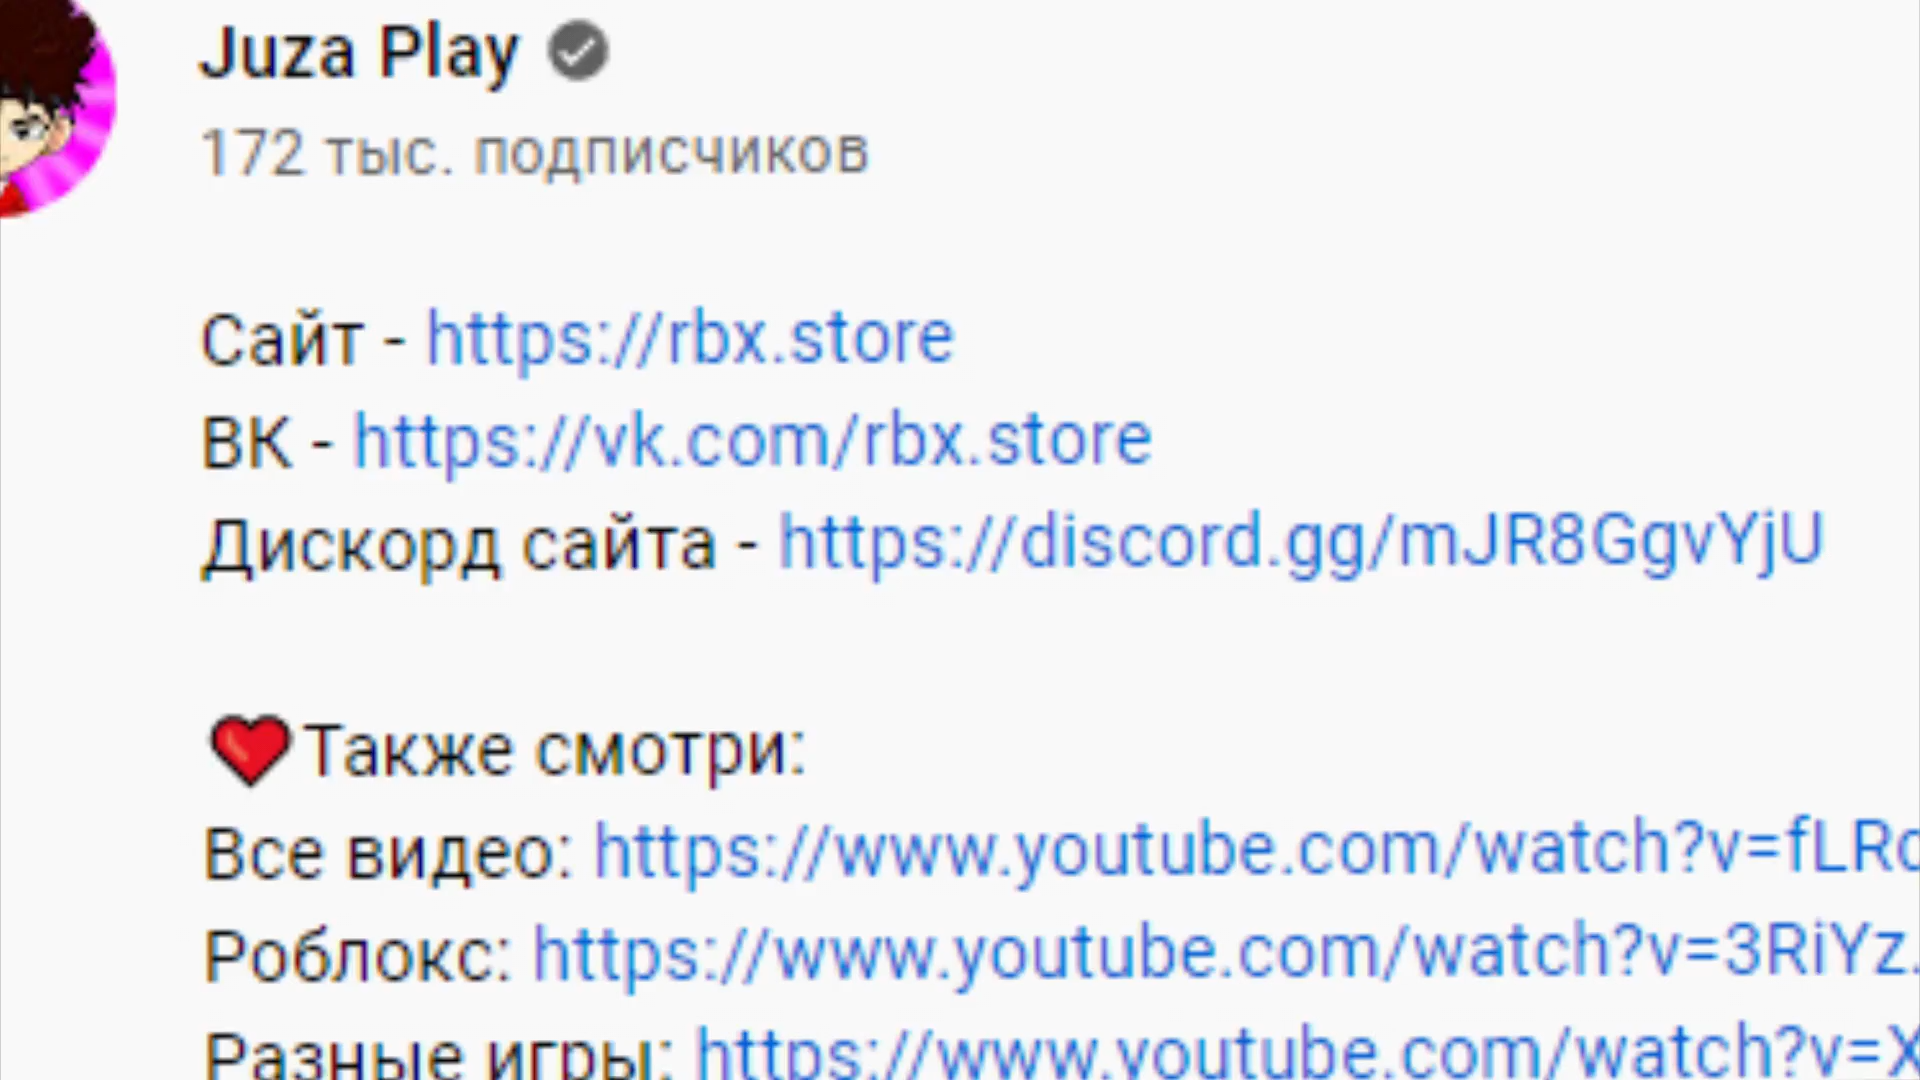 Juza Play
172 тыс. подписчиков
Сайт - https://rbx.store
ВК - https://vk.com/rbx.store
Дискорд сайта - https://discord.gg/mJR8GgvYjU
Также смотри:
Все видео: https://www.youtube.com/watch?v=fLRo
Роблокс: https://www.youtube.com/watch?v=3RiYz.
Разные игры: https://www.youtube.com/watch?v=X